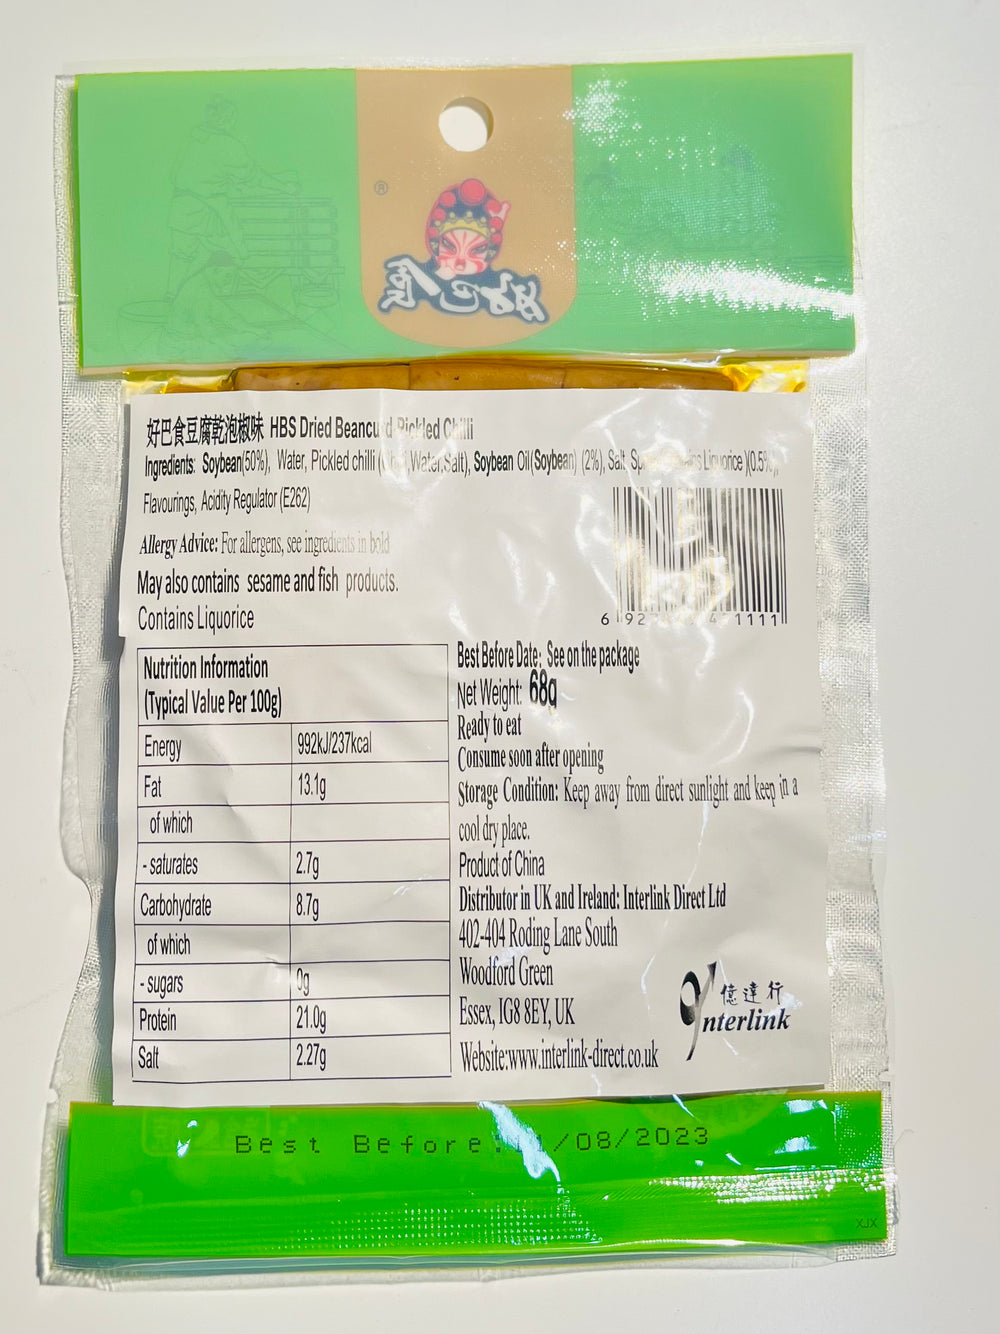 ®
好巴食豆腐乾泡椒味 HBS Dried Beancurd Pickled Chilli
Ingredients: Soybean(50%), Water, Pickled chilli ( Water,Salt), Soybean Oil(Soybean) (2%), Salt, Liquorice )(0.5%),
Flavourings, Acidity Regulator (E262)
Allergy Advice: For allergens, see ingredients in bold
May also contains sesame and fish products.
Contains Liquorice
6 1111
Nutrition Information
(Typical Value Per 100g)
Energy 992kJ/237kcal
Fat 13.1g
of which
- saturates 2.7g
Carbohydrate 8.7g
of which
- sugars 0g
Protein 21.0g
Salt 2.27g
Best Before Date: See on the package
Net Weight: 68g
Ready to eat
Consume soon after opening
Storage Condition: Keep away from direct sunlight and keep in a
cool dry place.
Product of China
Distributor in UK and Ireland: Interlink Direct Ltd
402-404 Roding Lane South
Woodford Green
Essex, IG8 8EY, UK
Website:www.interlink-direct.co.uk
億達行
Interlink
Best Before: /08/2023
XJX